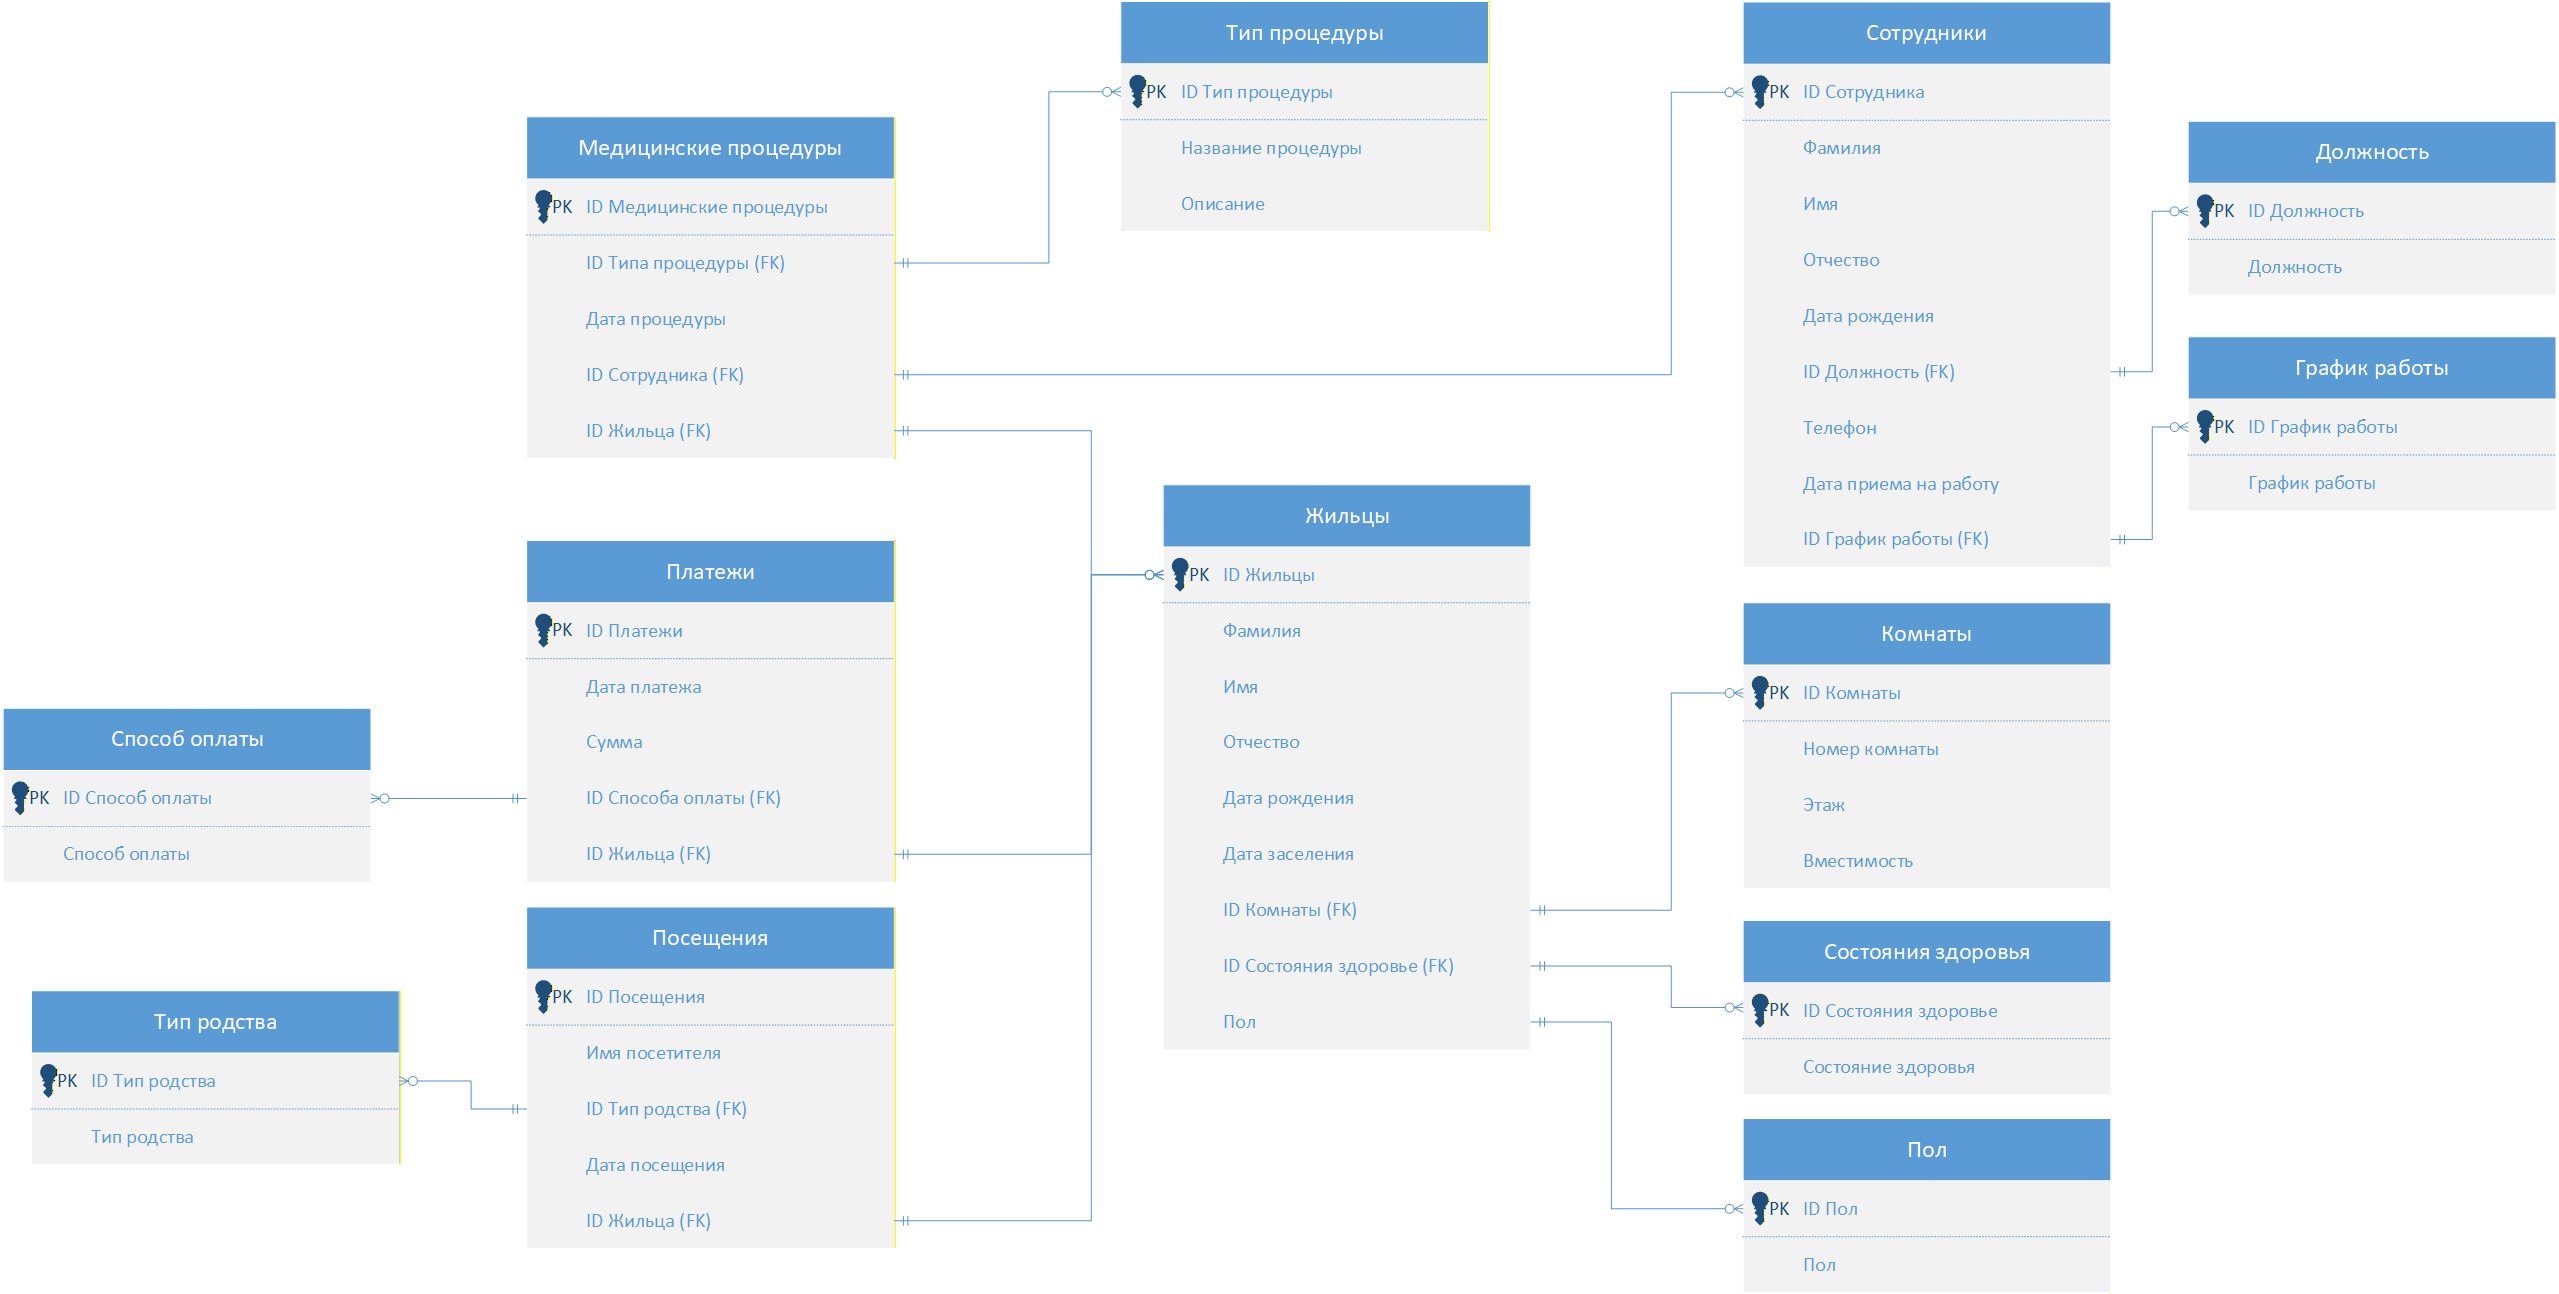 Тип процедуры
PK ID Тип процедуры
Название процедуры
Описание
Сотрудники
PK ID Сотрудника
Фамилия
Имя
Отчество
Дата рождения
ID Должность (FK)
Телефон
Дата приема на работу
ID График работы (FK)
Должность
PK ID Должность
Должность
График работы
PK ID График работы
График работы
Медицинские процедуры
PK ID Медицинские процедуры
ID Типа процедуры (FK)
Дата процедуры
ID Сотрудника (FK)
ID Жильца (FK)
Жильцы
PK ID Жильцы
Фамилия
Имя
Отчество
Дата рождения
Дата заселения
ID Комнаты (FK)
ID Состояния здоровье (FK)
Пол
Платежи
PK ID Платежи
Дата платежа
Сумма
ID Способа оплаты (FK)
ID Жильца (FK)
Способ оплаты
PK ID Способ оплаты
Способ оплаты
Комнаты
PK ID Комнаты
Номер комнаты
Этаж
Вместимость
Посещения
PK ID Посещения
Имя посетителя
ID Тип родства (FK)
Дата посещения
ID Жильца (FK)
Тип родства
PK ID Тип родства
Тип родства
Состояния здоровья
PK ID Состояния здоровье
Состояние здоровья
Пол
PK ID Пол
Пол